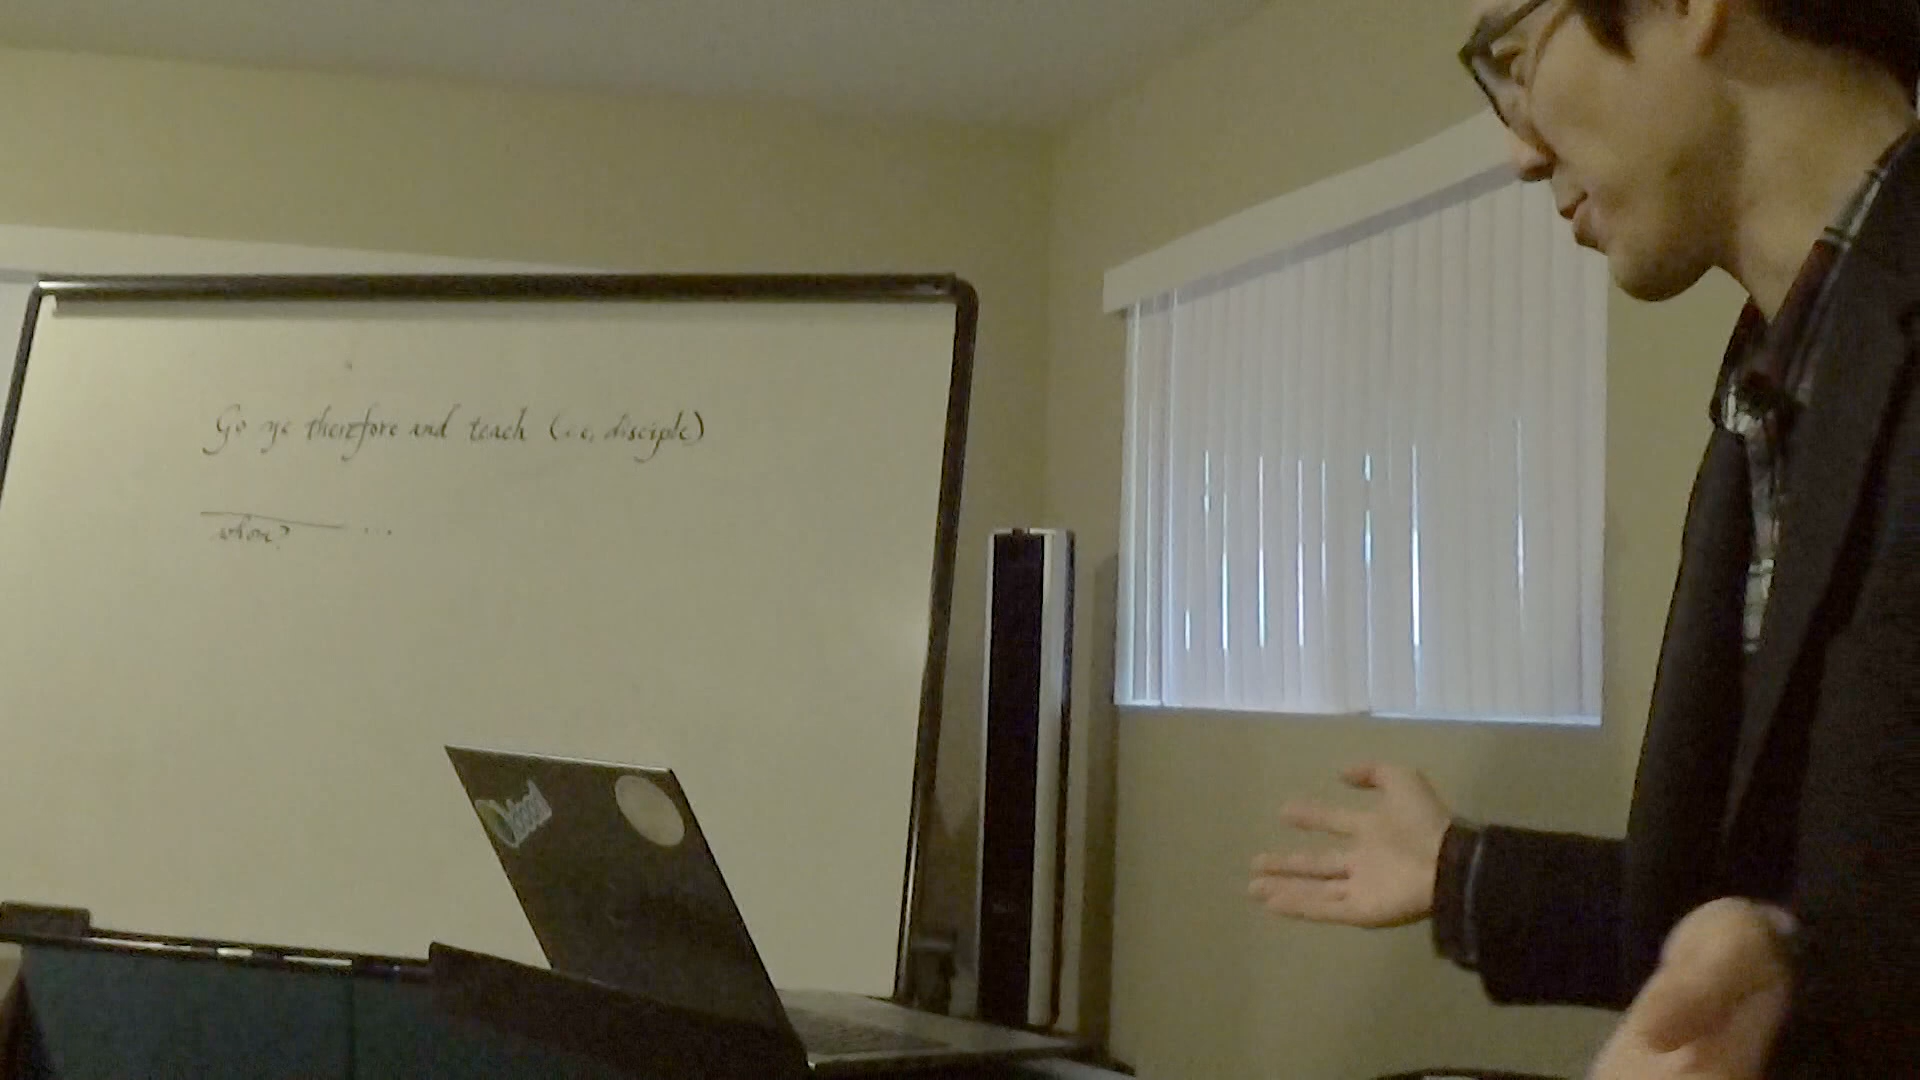 Go ye therefore and teach (i.e. disciple)
whom? ...